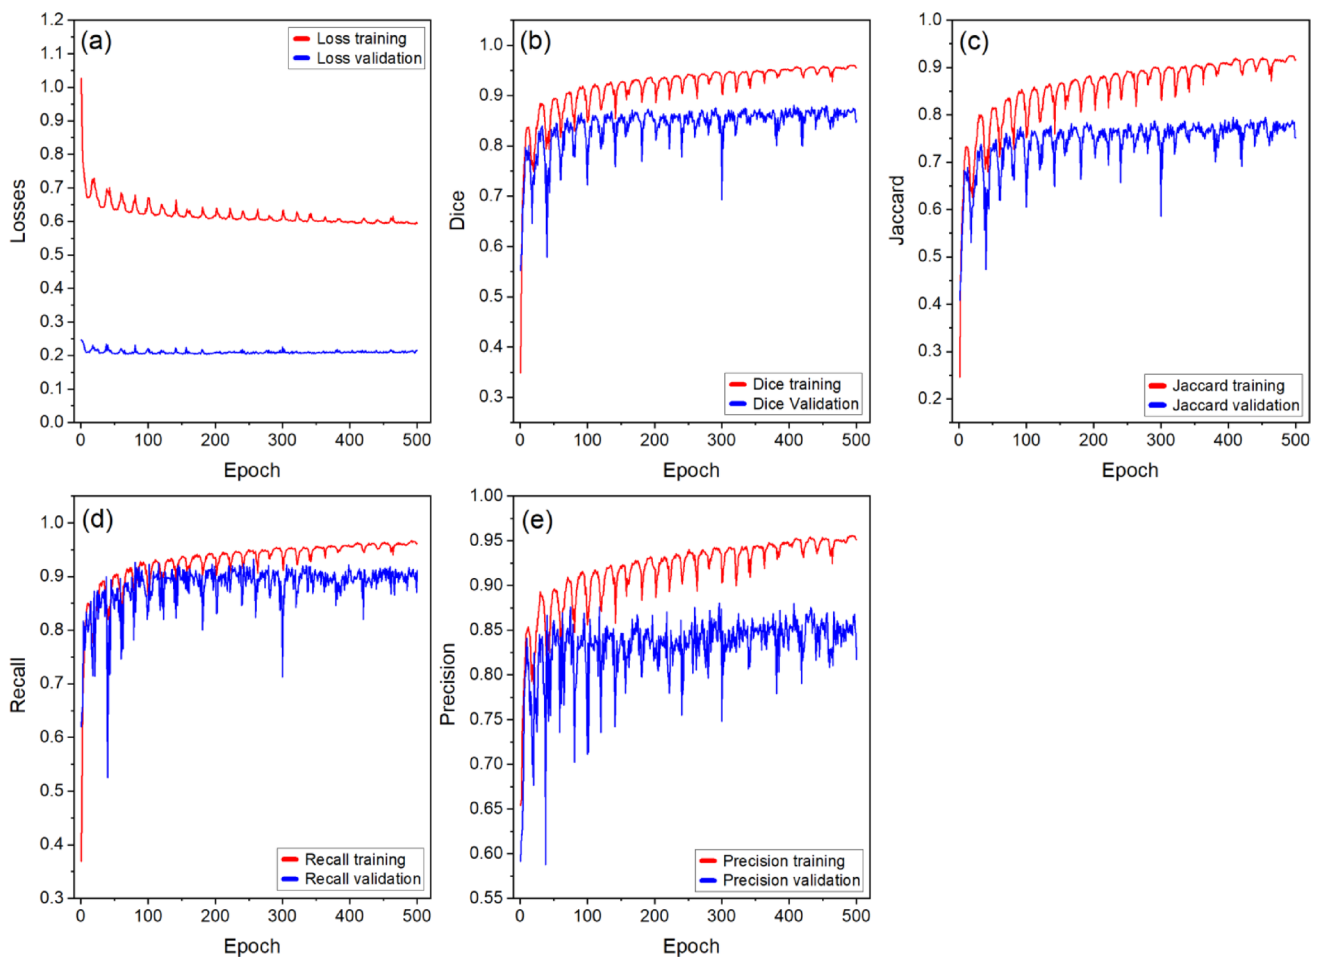 (a)
Loss training
Loss validation
1.2
1.1
1.0
0.9
0.8
0.7
0.6
0.5
0.4
0.3
0.2
0.1
0.0
Losses
0 100 200 300 400 500
Epoch
(b)
1.0
0.9
0.8
0.7
0.6
0.5
0.4
0.3
Dice
Dice training
Dice Validation
0 100 200 300 400 500
Epoch
(c)
1.0
0.9
0.8
0.7
0.6
0.5
0.4
0.3
0.2
Jaccard
Jaccard training
Jaccard validation
0 100 200 300 400 500
Epoch
(d)
1.0
0.9
0.8
0.7
0.6
0.5
0.4
0.3
Recall
Recall training
Recall validation
0 100 200 300 400 500
Epoch
(e)
1.00
0.95
0.90
0.85
0.80
0.75
0.70
0.65
0.60
0.55
Precision
Precision training
Precision validation
0 100 200 300 400 500
Epoch